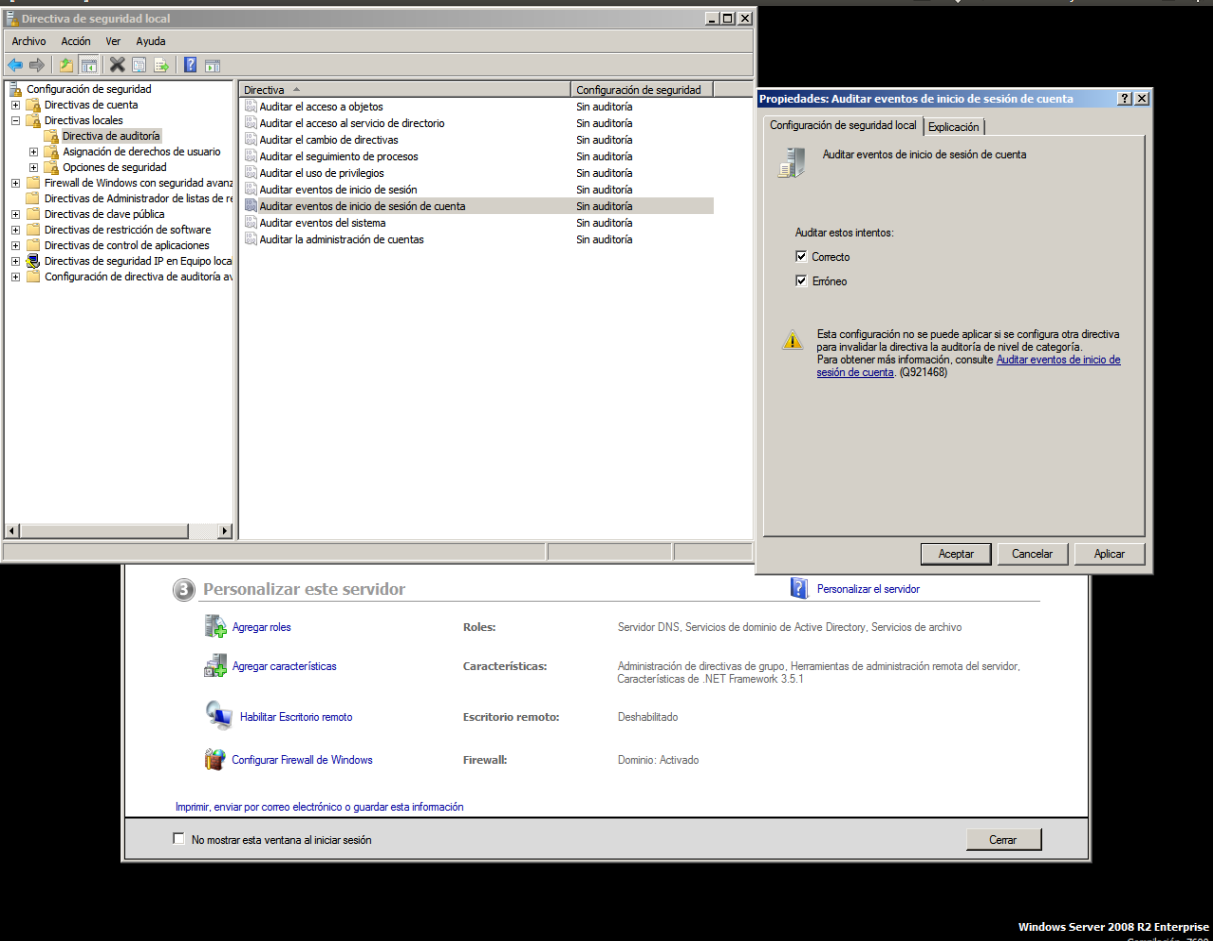 Directiva de seguridad local
Archivo Acción Ver Ayuda
Configuración de seguridad
Directivas de cuenta
Directivas locales
Directiva de auditoría
Asignación de derechos de usuario
Opciones de seguridad
Firewall de Windows con seguridad avanz
Directivas de Administrador de listas de re
Directivas de clave pública
Directivas de restricción de software
Directivas de control de aplicaciones
Directivas de seguridad IP en Equipo loca
Configuración de directiva de auditoría av
Directiva Configuración de seguridad
Auditar el acceso a objetos Sin auditoría
Auditar el acceso al servicio de directorio Sin auditoría
Auditar el cambio de directivas Sin auditoría
Auditar el seguimiento de procesos Sin auditoría
Auditar el uso de privilegios Sin auditoría
Auditar eventos de inicio de sesión Sin auditoría
Auditar eventos de inicio de sesión de cuenta Sin auditoría
Auditar eventos del sistema Sin auditoría
Auditar la administración de cuentas Sin auditoría
Propiedades: Auditar eventos de inicio de sesión de cuenta
Configuración de seguridad local Explicación
Auditar eventos de inicio de sesión de cuenta
Auditar estos intentos:
Correcto
Erróneo
Esta configuración no se puede aplicar si se configura otra directiva
para invalidar la directiva la auditoría de nivel de categoría.
Para obtener más información, consulte Auditar eventos de inicio de
sesión de cuenta. (Q921468)
Aceptar Cancelar Aplicar
3 Personalizar este servidor
Personalizar el servidor
Agregar roles Roles: Servidor DNS, Servicios de dominio de Active Directory, Servicios de archivo
Agregar características Características: Administración de directivas de grupo, Herramientas de administración remota del servidor,
Características de .NET Framework 3.5.1
Habilitar Escritorio remoto Escritorio remoto: Deshabilitado
Configurar Firewall de Windows Firewall: Dominio: Activado
Imprimir, enviar por correo electrónico o guardar esta información
No mostrar esta ventana al iniciar sesión Cerrar
Windows Server 2008 R2 Enterprise